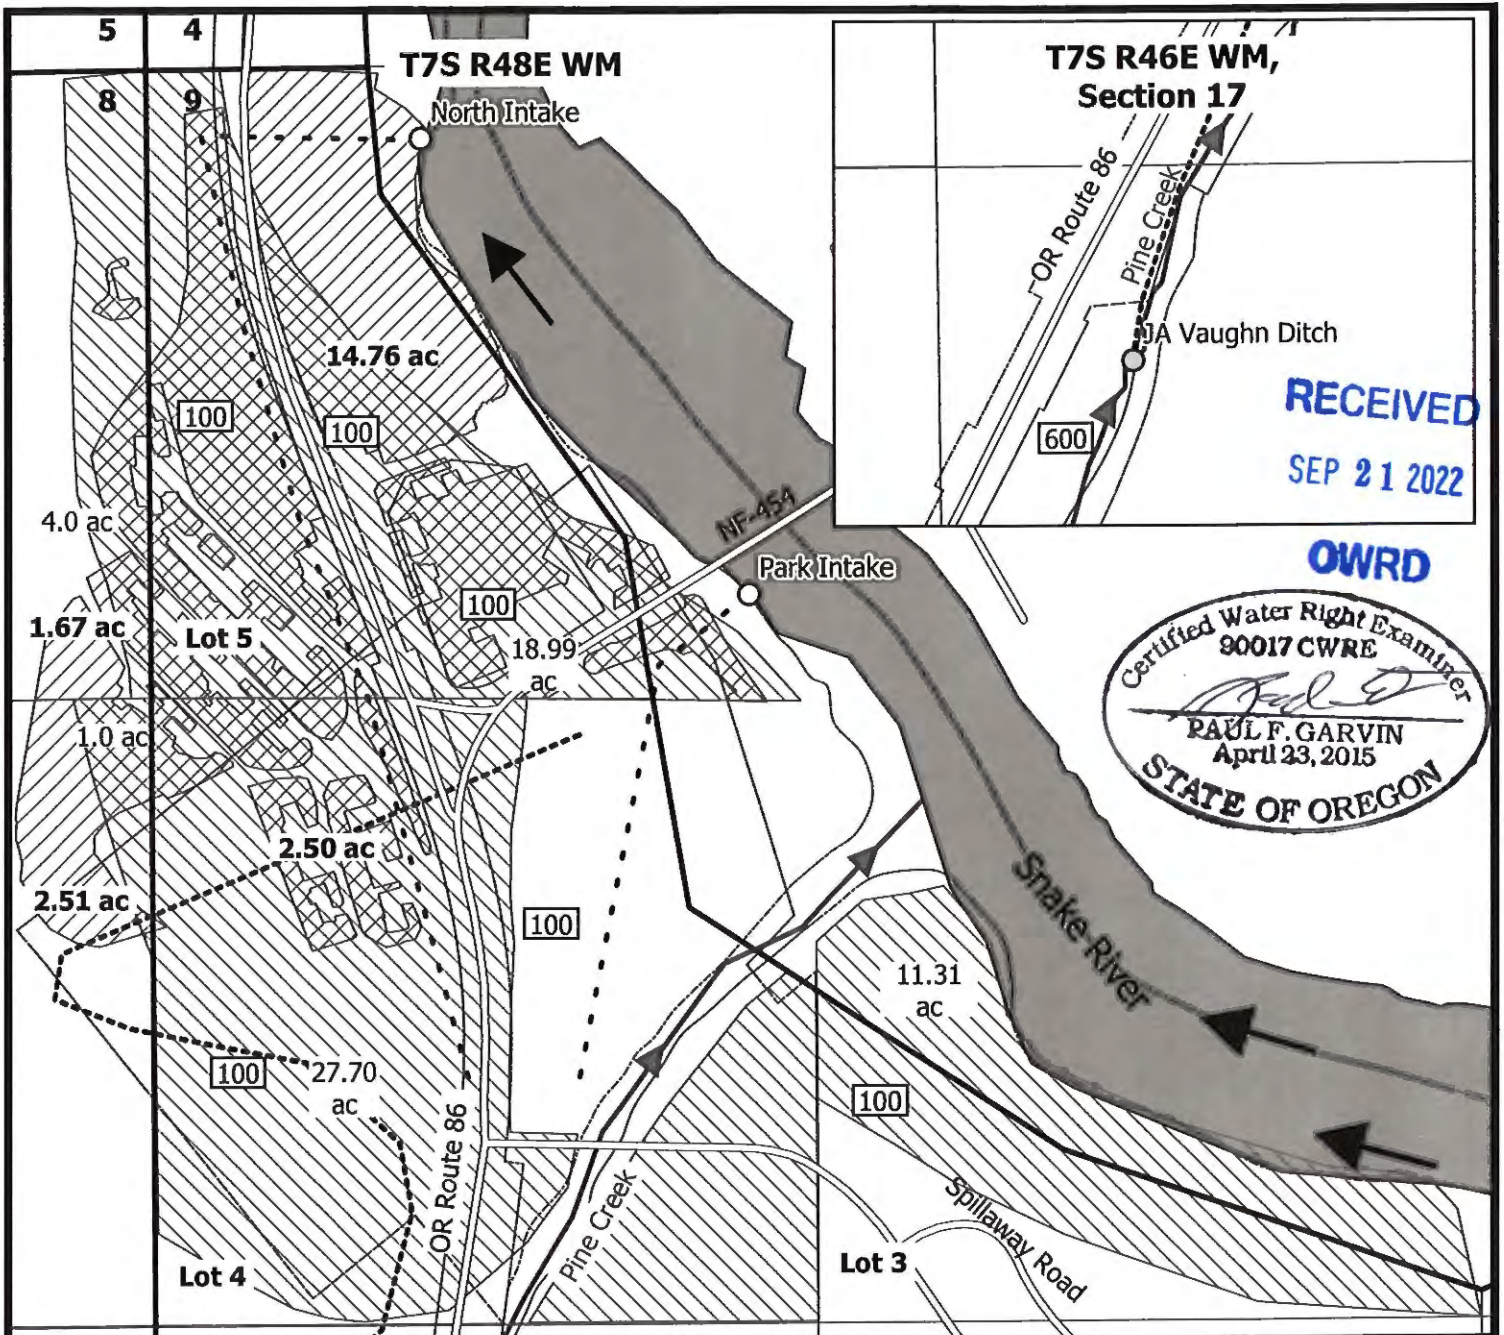 5 4
T7S R48E WM
8 9
North Intake
T7S R46E WM,
Section 17
OR Route 86
Pine Creek
JA Vaughn Ditch
600
RECEIVED
SEP 21 2022
OWRD
Certified Water Right Examiner
90017 CWRE
PAUL F. GARVIN
April 23, 2015
STATE OF OREGON
14.76 ac
100
100
4.0 ac
NF-454
Park Intake
1.67 ac
Lot 5
100
18.99
ac
1.0 ac
2.50 ac
2.51 ac
100
Snake River
11.31
ac
100
27.70
ac
100
OR Route 86
Pine Creek
Spillaway Road
Lot 4
Lot 3